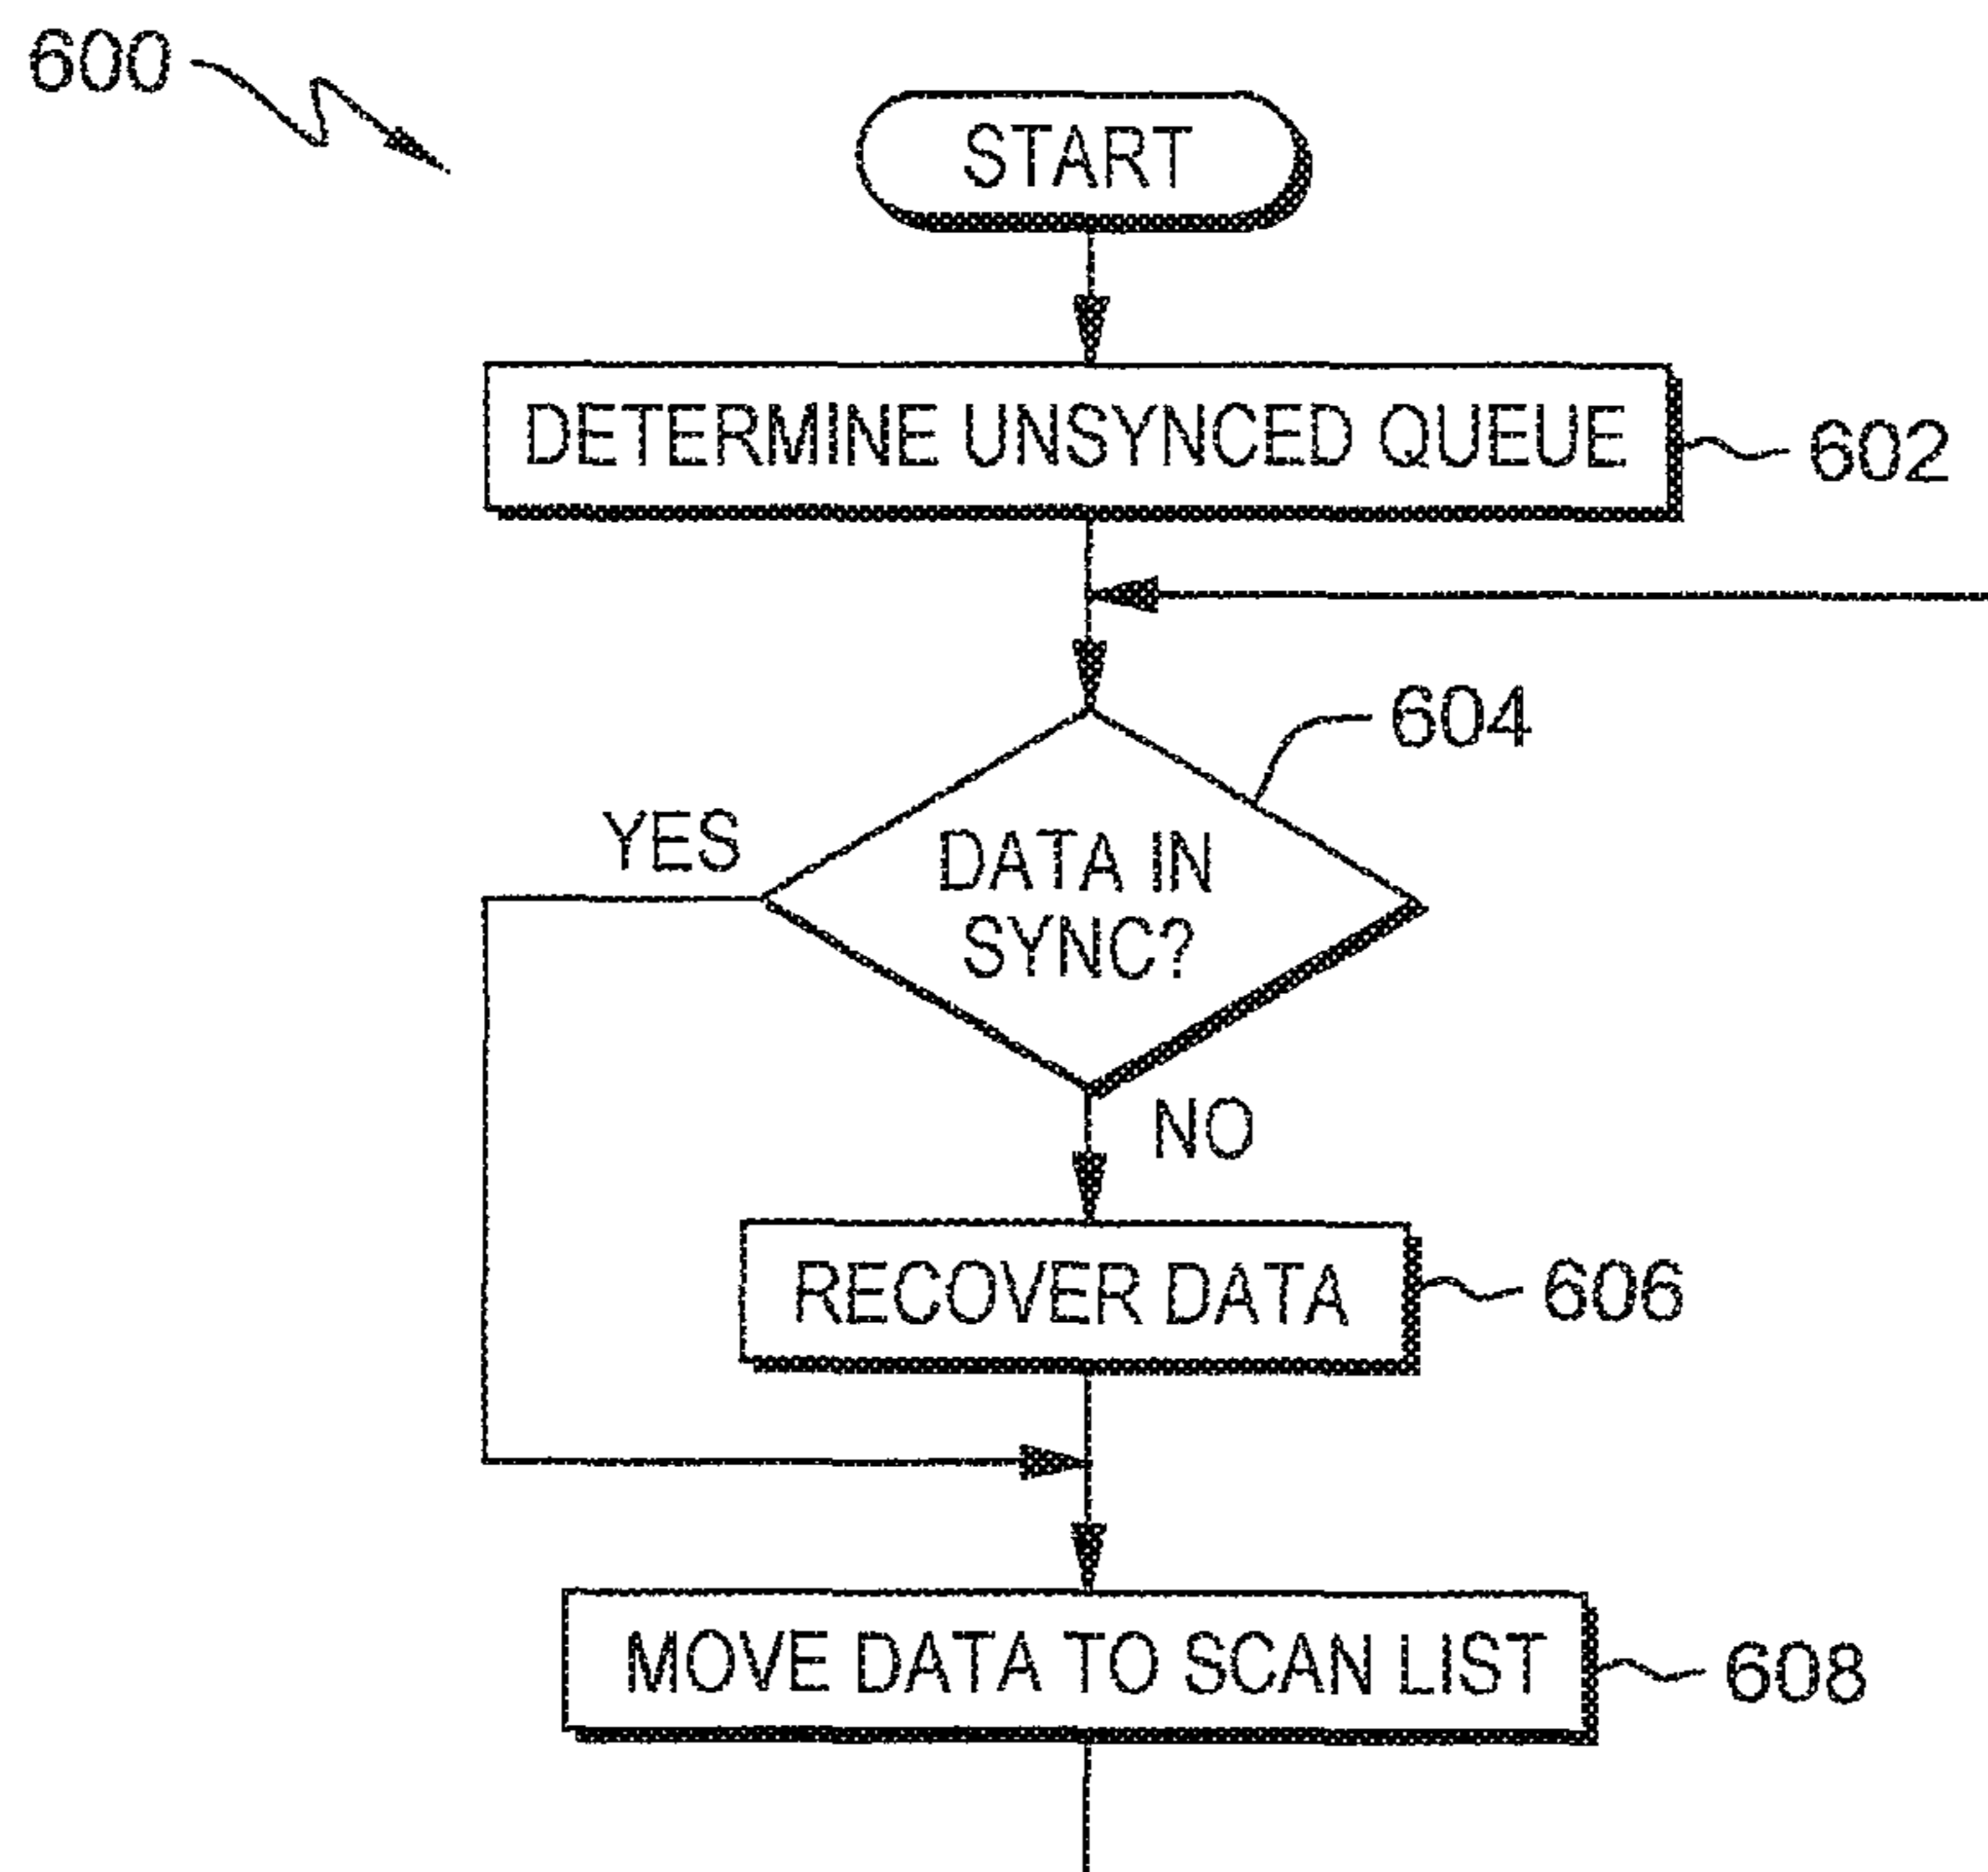 600
START
DETERMINE UNSYNCED QUEUE
602
604
YES
DATA IN
SYNC?
NO
RECOVER DATA
606
MOVE DATA TO SCAN LIST
608